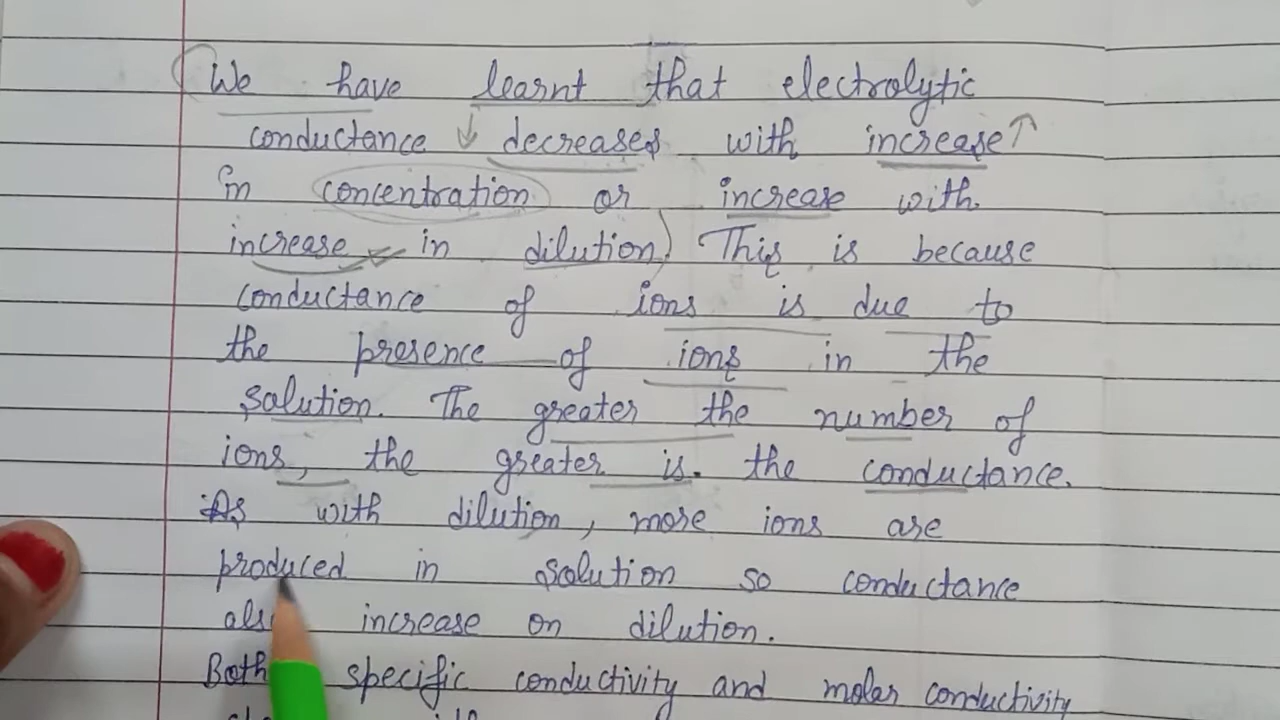 We have learnt that electrolytic
conductance ↓ decreases with increase ↑
in concentration or increase with
increase in dilution) This is because
conductance of ions is due to
the presence of ions in the
solution. The greater the number of
ions, the greater is the conductance.
As with dilution, more ions are
produced in solution so conductance
als increase on dilution.
Both specific conductivity and molar conductivity